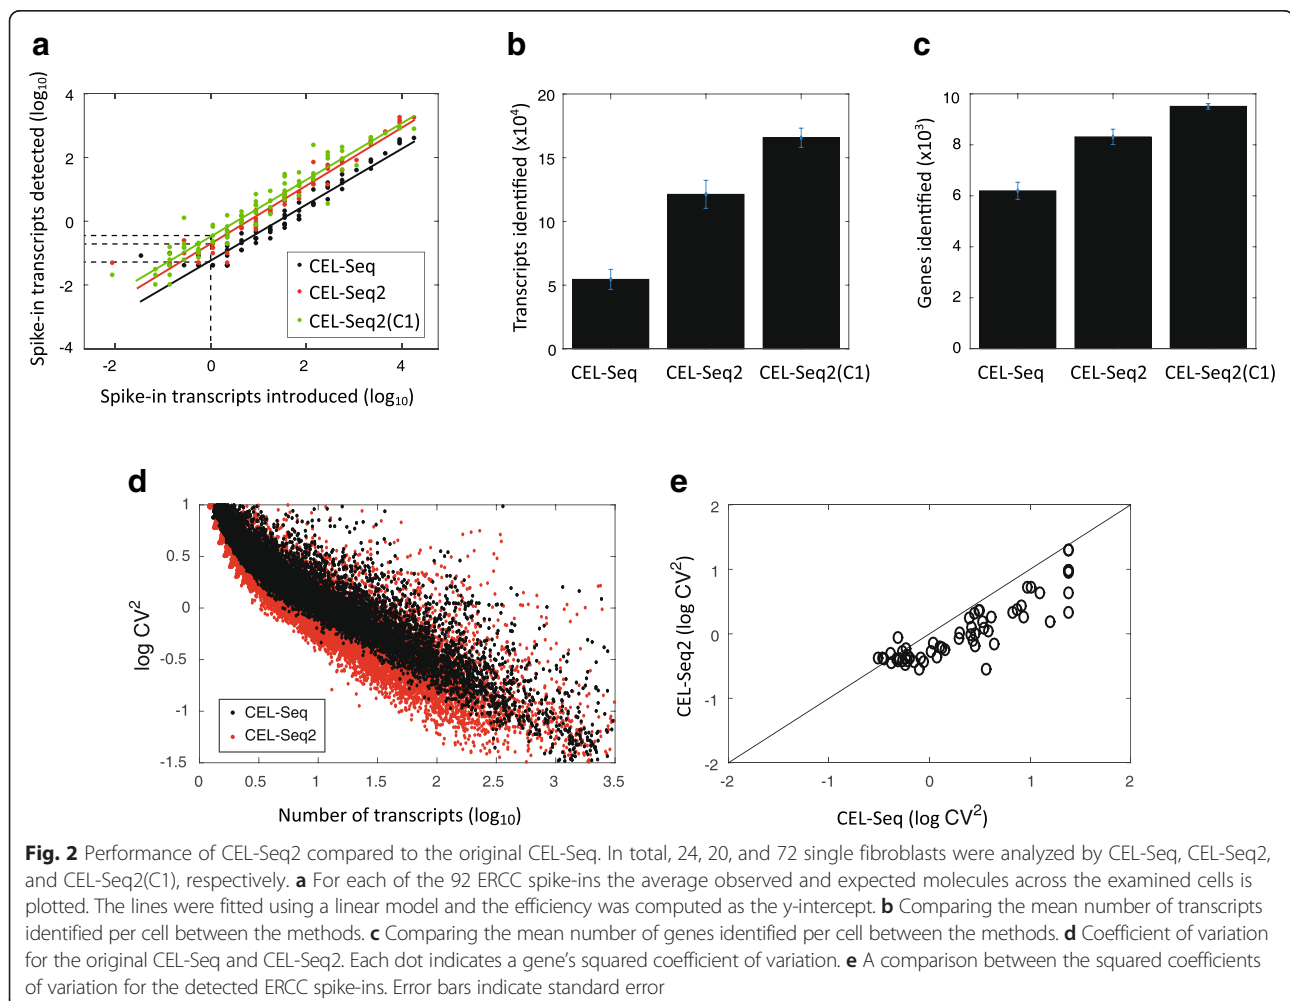 a
b
c
Spike-in transcripts detected (log10)
4
2
0
-2
-4
-2
0
2
4
CEL-Seq
CEL-Seq2
CEL-Seq2(C1)
Spike-in transcripts introduced (log10)
Transcripts identified (x10⁴)
20
15
10
5
0
CEL-Seq
CEL-Seq2
CEL-Seq2(C1)
Genes identified (x10³)
10
8
6
4
2
0
CEL-Seq
CEL-Seq2
CEL-Seq2(C1)
d
e
log CV²
1
0.5
0
-0.5
-1
-1.5
0
0.5
1
1.5
2
2.5
3
3.5
CEL-Seq
CEL-Seq2
Number of transcripts (log10)
CEL-Seq2 (log CV²)
2
1
0
-1
-2
-2
-1
0
1
2
CEL-Seq (log CV²)
Fig. 2 Performance of CEL-Seq2 compared to the original CEL-Seq. In total, 24, 20, and 72 single fibroblasts were analyzed by CEL-Seq, CEL-Seq2,
and CEL-Seq2(C1), respectively. a For each of the 92 ERCC spike-ins the average observed and expected molecules across the examined cells is
plotted. The lines were fitted using a linear model and the efficiency was computed as the y-intercept. b Comparing the mean number of transcripts
identified per cell between the methods. c Comparing the mean number of genes identified per cell between the methods. d Coefficient of variation
for the original CEL-Seq and CEL-Seq2. Each dot indicates a gene's squared coefficient of variation. e A comparison between the squared coefficients
of variation for the detected ERCC spike-ins. Error bars indicate standard error